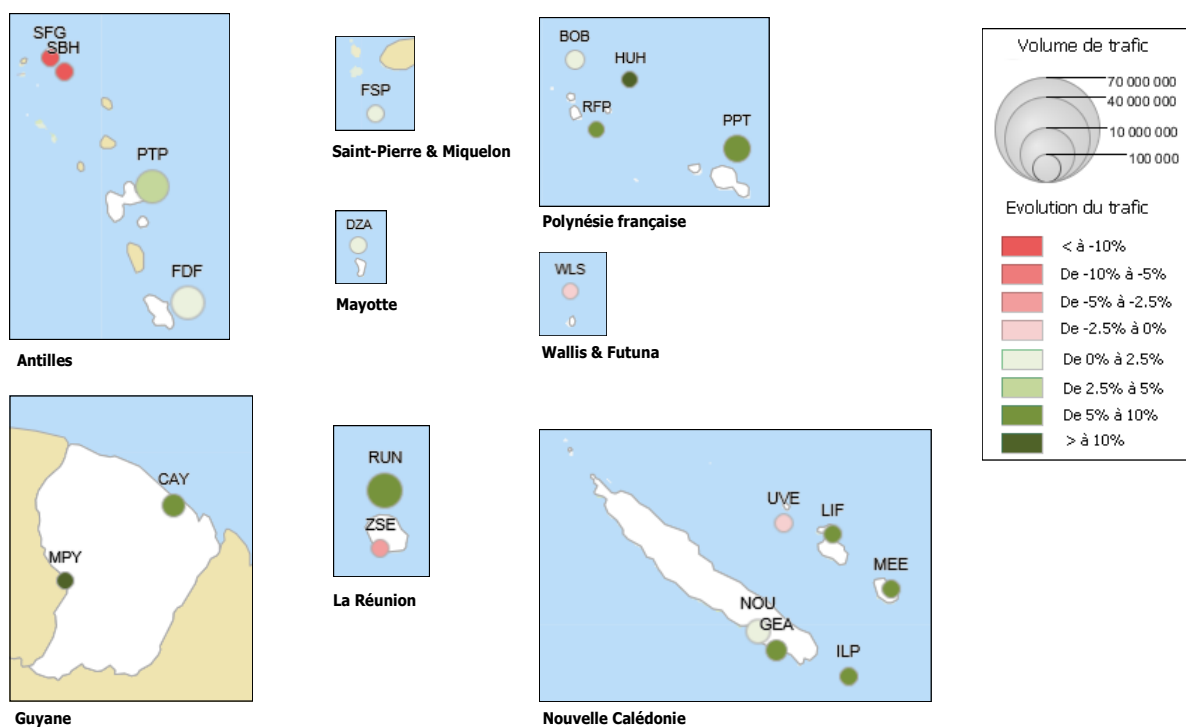 SFG
SBH
PTP
FDF
Antilles
FSP
Saint-Pierre & Miquelon
DZA
Mayotte
BOB
HUH
RFP
PPT
Polynésie française
WLS
Wallis & Futuna
Volume de trafic
70 000 000
40 000 000
10 000 000
100 000
Evolution du trafic
< à -10%
De -10% à -5%
De -5% à -2.5%
De -2.5% à 0%
De 0% à 2.5%
De 2.5% à 5%
De 5% à 10%
> à 10%
CAY
MPY
Guyane
RUN
ZSE
La Réunion
UVE
LIF
MEE
NOU
GEA
ILP
Nouvelle Calédonie